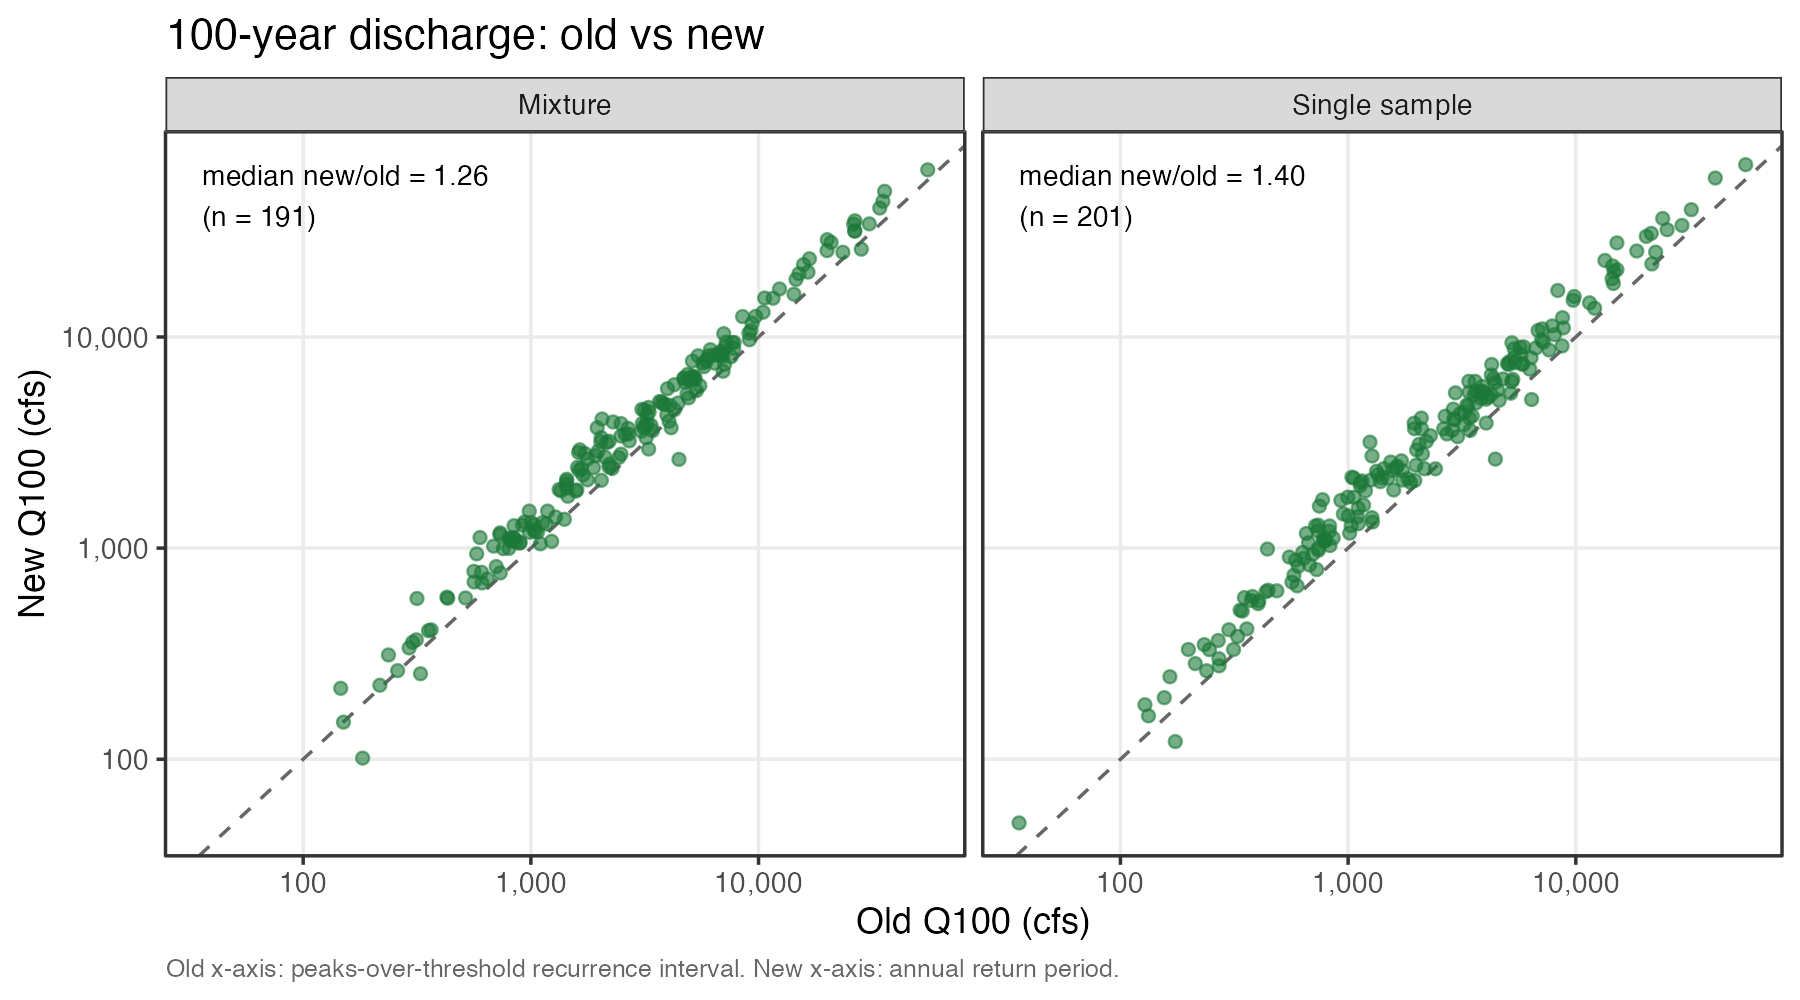 100-year discharge: old vs new
Mixture
Single sample
median new/old = 1.26
(n = 191)
median new/old = 1.40
(n = 201)
New Q100 (cfs)
10,000
1,000
100
100
1,000
10,000
100
1,000
10,000
Old Q100 (cfs)
Old x-axis: peaks-over-threshold recurrence interval. New x-axis: annual return period.